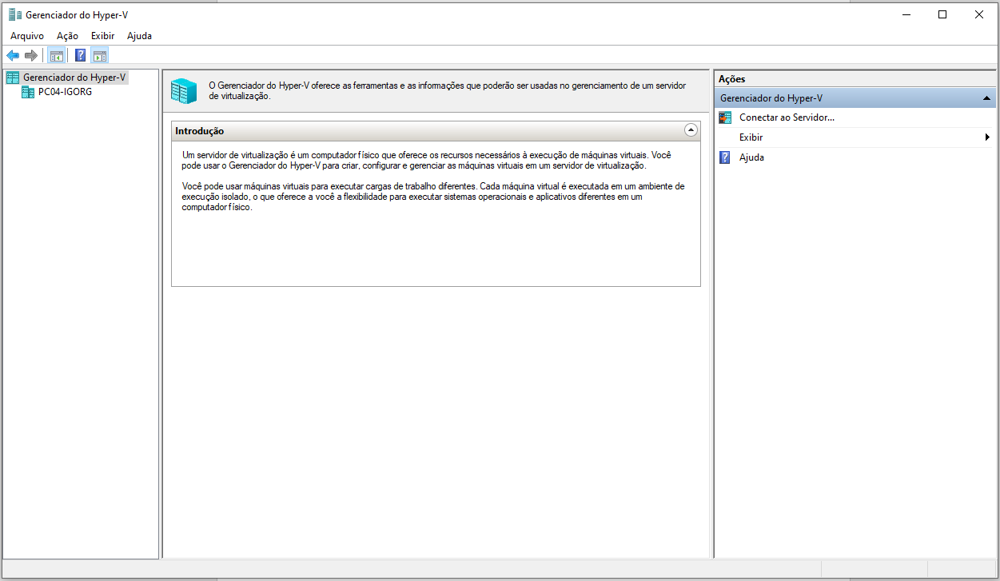 Gerenciador do Hyper-V
Arquivo Ação Exibir Ajuda
Gerenciador do Hyper-V
PC04-IGORG
O Gerenciador do Hyper-V oferece as ferramentas e as informações que poderão ser usadas no gerenciamento de um servidor
de virtualização.
Introdução
Um servidor de virtualização é um computador físico que oferece os recursos necessários à execução de máquinas virtuais. Você
pode usar o Gerenciador do Hyper-V para criar, configurar e gerenciar as máquinas virtuais em um servidor de virtualização.
Você pode usar máquinas virtuais para executar cargas de trabalho diferentes. Cada máquina virtual é executada em um ambiente de
execução isolado, o que oferece a você a flexibilidade para executar sistemas operacionais e aplicativos diferentes em um
computador físico.
Ações
Gerenciador do Hyper-V
Conectar ao Servidor...
Exibir
Ajuda